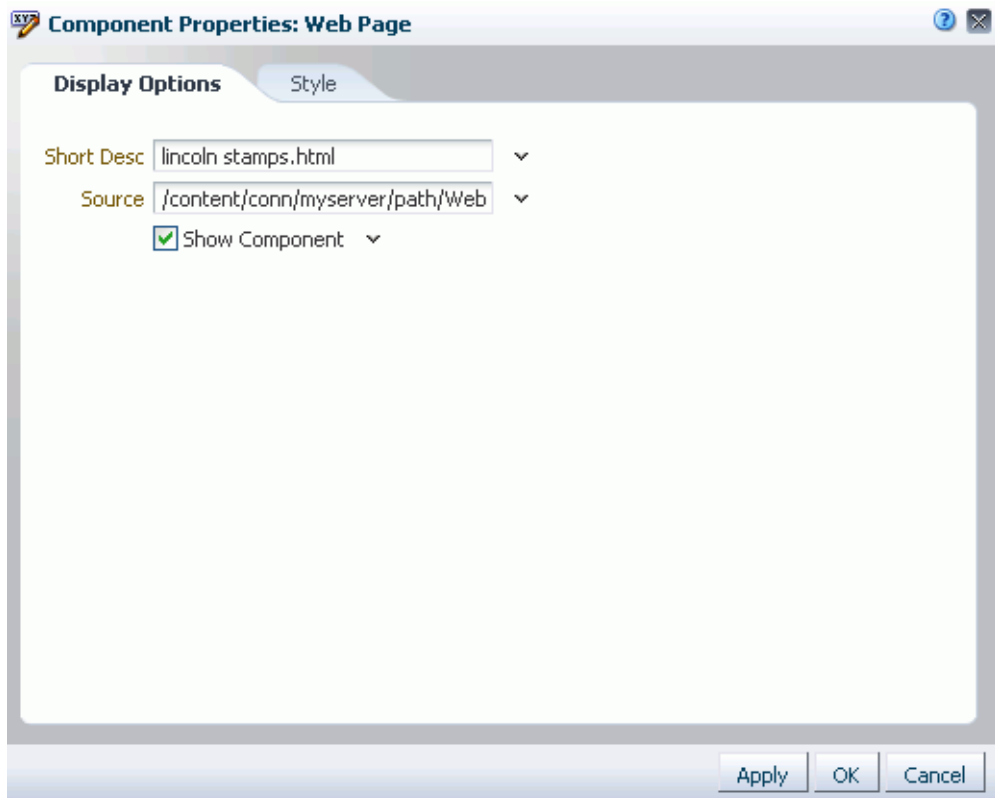 Component Properties: Web Page
Display Options Style
Short Desc lincoln stamps.html
Source /content/conn/myserver/path/Web
Show Component
Apply OK Cancel